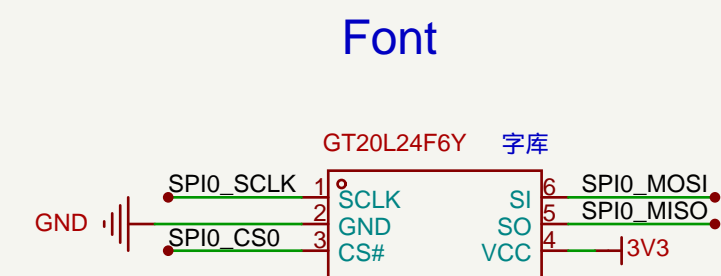 Font
GT20L24F6Y 字库
SPI0_SCLK 1 SCLK SI 6 SPI0_MOSI
GND 2 GND SO 5 SPI0_MISO
SPI0_CS0 3 CS# VCC 4 3V3